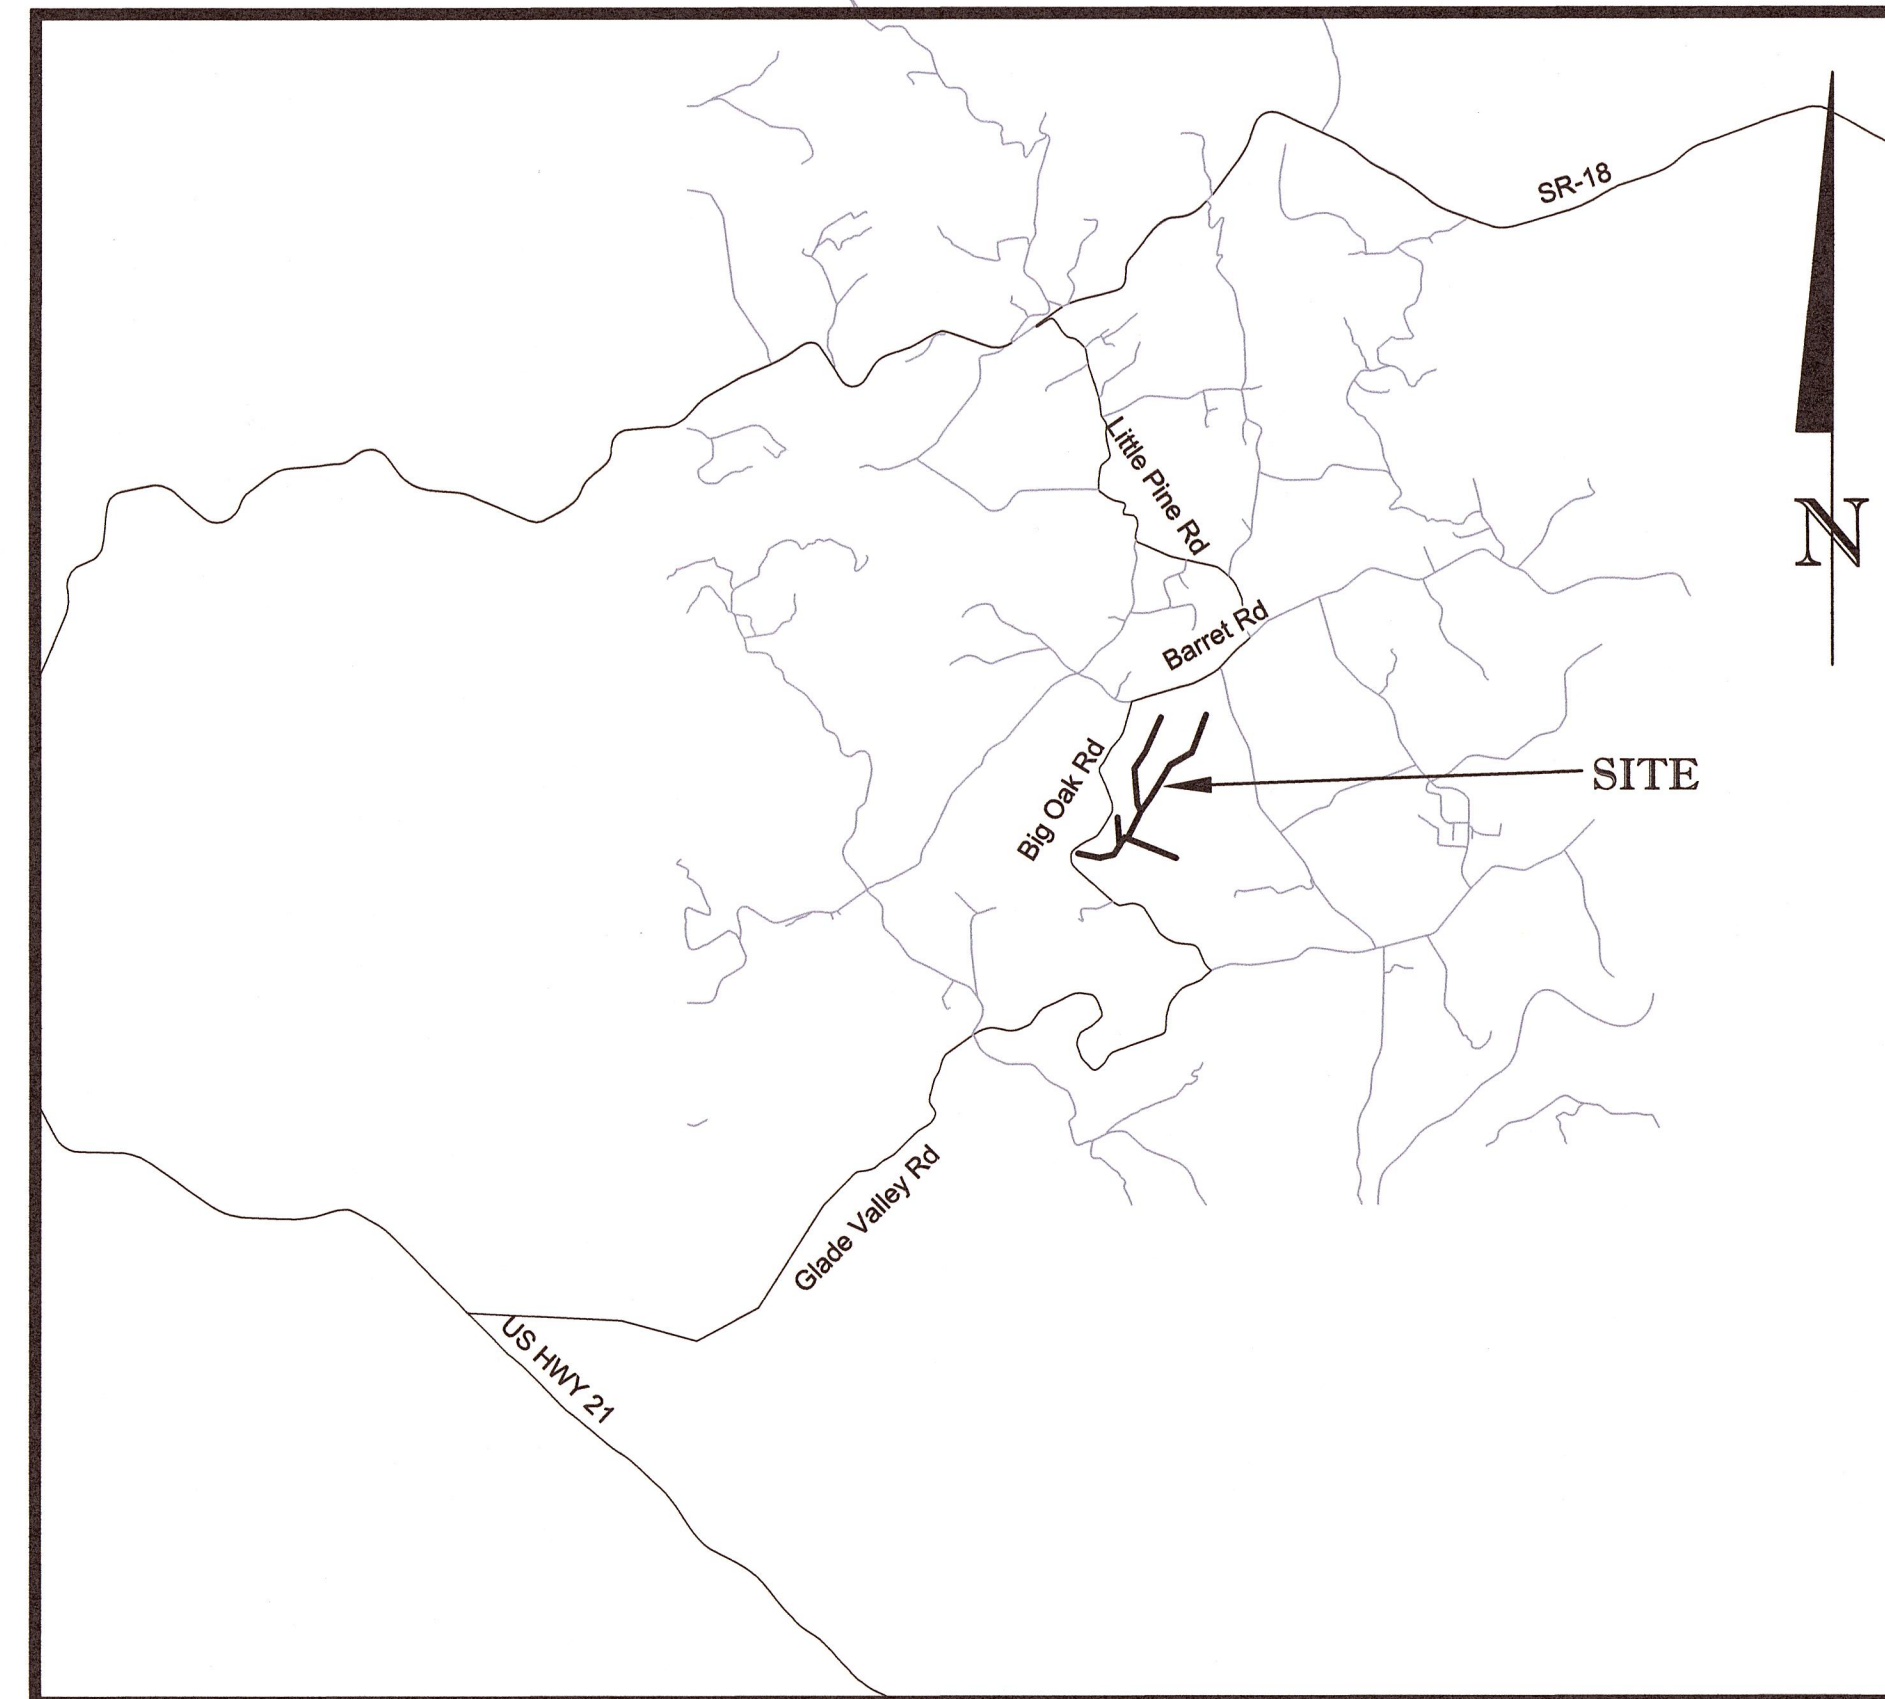 SR-18
Little Pine Rd
N
Barret Rd
Big Oak Rd
SITE
Glade Valley Rd
US HWY 21